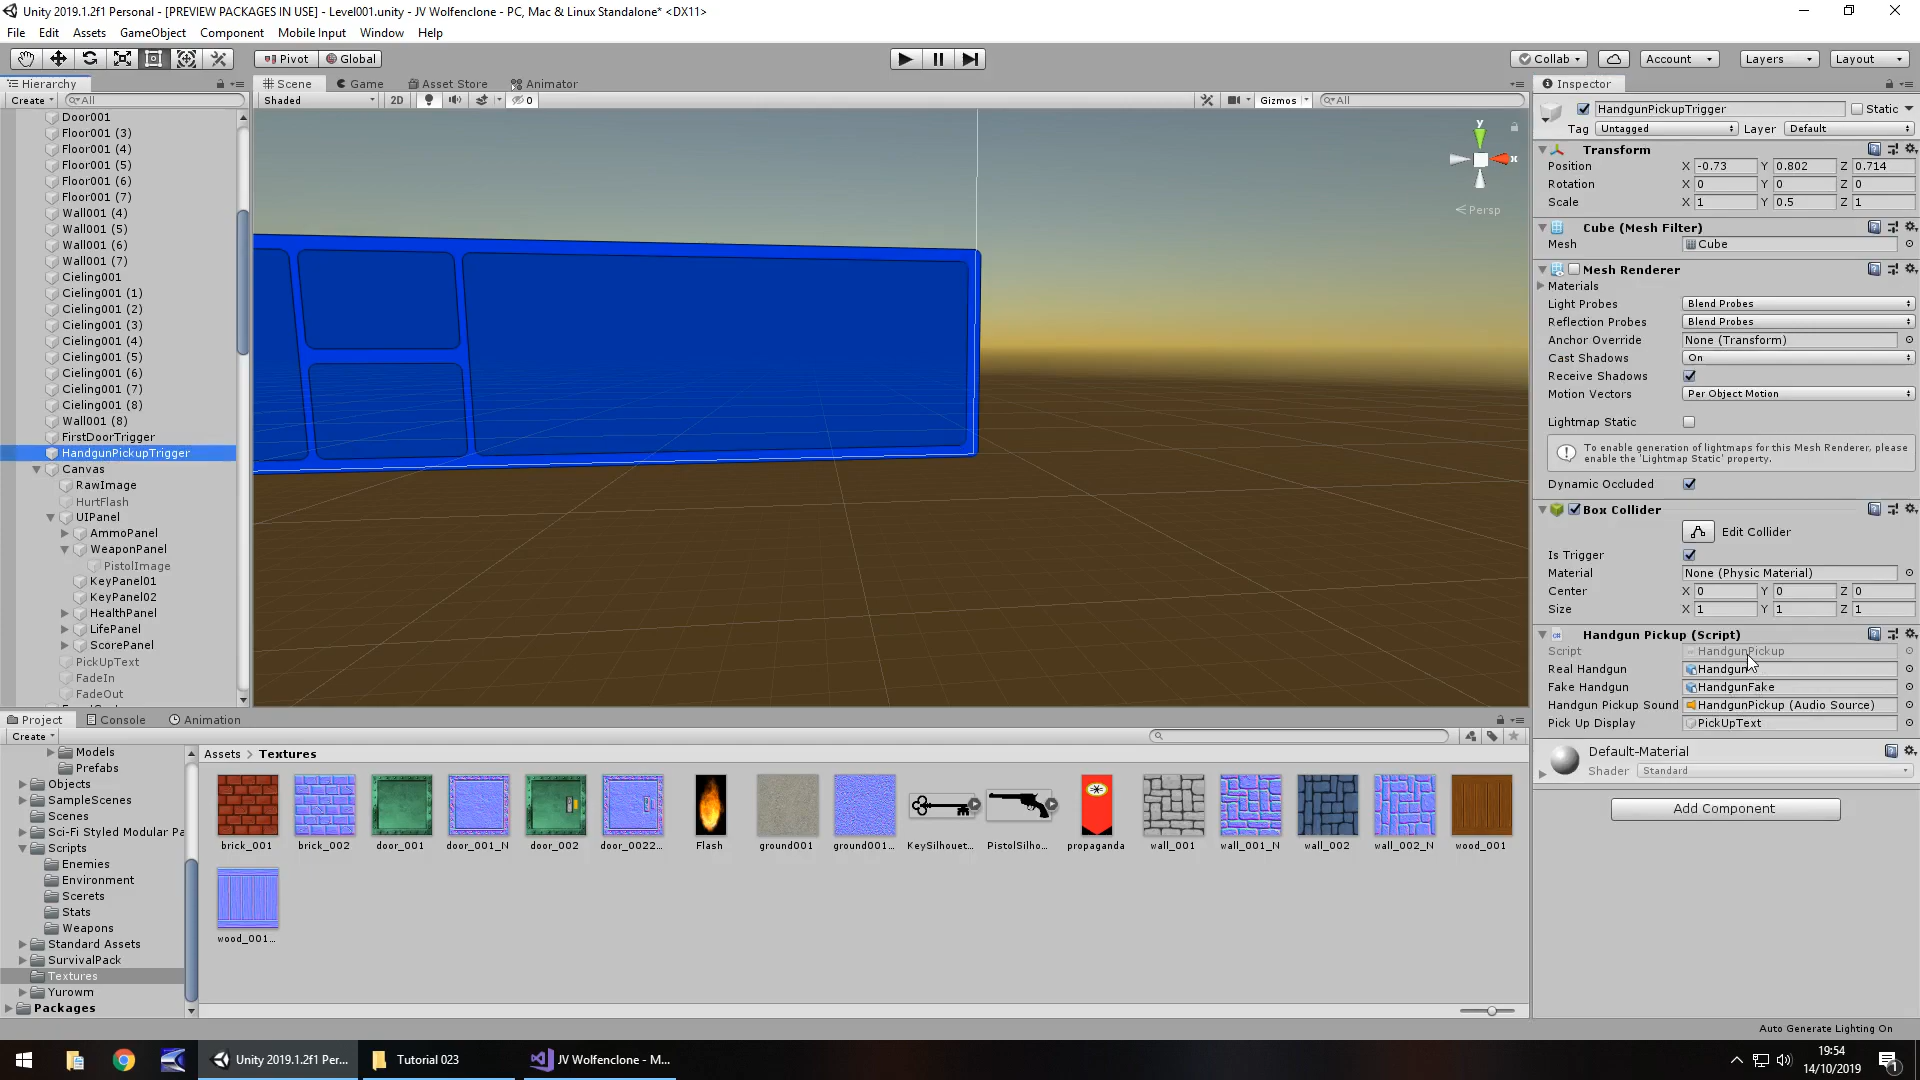 Unity 2019.1.2f1 Personal - [PREVIEW PACKAGES IN USE] - Level001.unity - JV Wolfenclone - PC, Mac & Linux Standalone* <DX11>
File Edit Assets GameObject Component Mobile Input Window Help
Pivot Global Collab Account Layers Layout
Hierarchy Scene Game Asset Store Animator Inspector
Create All Shaded 2D 0 Gizmos All
HandgunPickupTrigger Static
Tag Untagged Layer Default
Door001
Floor001 (3)
Floor001 (4)
Floor001 (5)
Floor001 (6)
Floor001 (7)
Wall001 (4)
Wall001 (5)
Wall001 (6)
Wall001 (7)
Cieling001
Cieling001 (1)
Cieling001 (2)
Cieling001 (3)
Cieling001 (4)
Cieling001 (5)
Cieling001 (6)
Cieling001 (7)
Cieling001 (8)
Wall001 (8)
FirstDoorTrigger
HandgunPickupTrigger
Canvas
RawImage
HurtFlash
UIPanel
AmmoPanel
WeaponPanel
PistolImage
KeyPanel01
KeyPanel02
HealthPanel
LifePanel
ScorePanel
PickUpText
FadeIn
FadeOut
y
x
Persp
Transform
Position X -0.73 Y 0.802 Z 0.714
Rotation X 0 Y 0 Z 0
Scale X 1 Y 0.5 Z 1
Cube (Mesh Filter)
Mesh Cube
Mesh Renderer
Materials
Light Probes Blend Probes
Reflection Probes Blend Probes
Anchor Override None (Transform)
Cast Shadows On
Receive Shadows
Motion Vectors Per Object Motion
Lightmap Static
To enable generation of lightmaps for this Mesh Renderer, please
enable the 'Lightmap Static' property.
Dynamic Occluded
Box Collider
Edit Collider
Is Trigger
Material None (Physic Material)
Center X 0 Y 0 Z 0
Size X 1 Y 1 Z 1
Handgun Pickup (Script)
Script HandgunPickup
Real Handgun Handgun
Fake Handgun HandgunFake
Handgun Pickup Sound HandgunPickup (Audio Source)
Pick Up Display PickUpText
Default-Material
Shader Standard
Add Component
Project Console Animation
Create
Models
Prefabs
Objects
SampleScenes
Scenes
Sci-Fi Styled Modular Pa
Scripts
Enemies
Environment
Scerets
Stats
Weapons
Standard Assets
SurvivalPack
Textures
Yurowm
Packages
Assets > Textures
brick_001 brick_002 door_001 door_001_N door_002 door_0022... Flash ground001 ground001... KeySilhouet... PistolSilho... propaganda wall_001 wall_001_N wall_002 wall_002_N wood_001
wood_001...
Auto Generate Lighting On
Unity 2019.1.2f1 Per... Tutorial 023 JV Wolfenclone - M...
19:54
14/10/2019
1